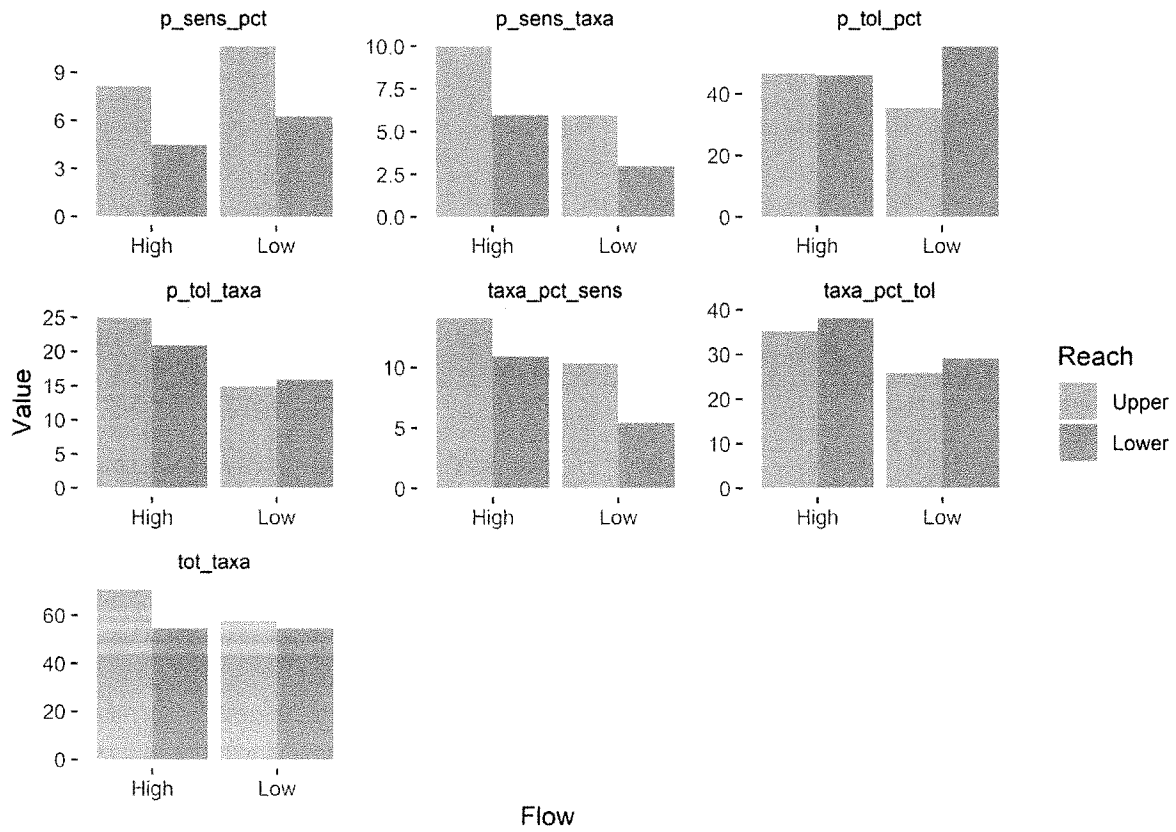 p_sens_pct
p_sens_taxa
p_tol_pct
9
6
3
0
High
Low
10.0
7.5
5.0
2.5
0.0
High
Low
40
20
0
High
Low
p_tol_taxa
taxa_pct_sens
taxa_pct_tol
25
20
15
10
5
0
High
Low
10
5
0
High
Low
40
30
20
10
0
High
Low
Value
Reach
Upper
Lower
tot_taxa
60
40
20
0
High
Low
Flow